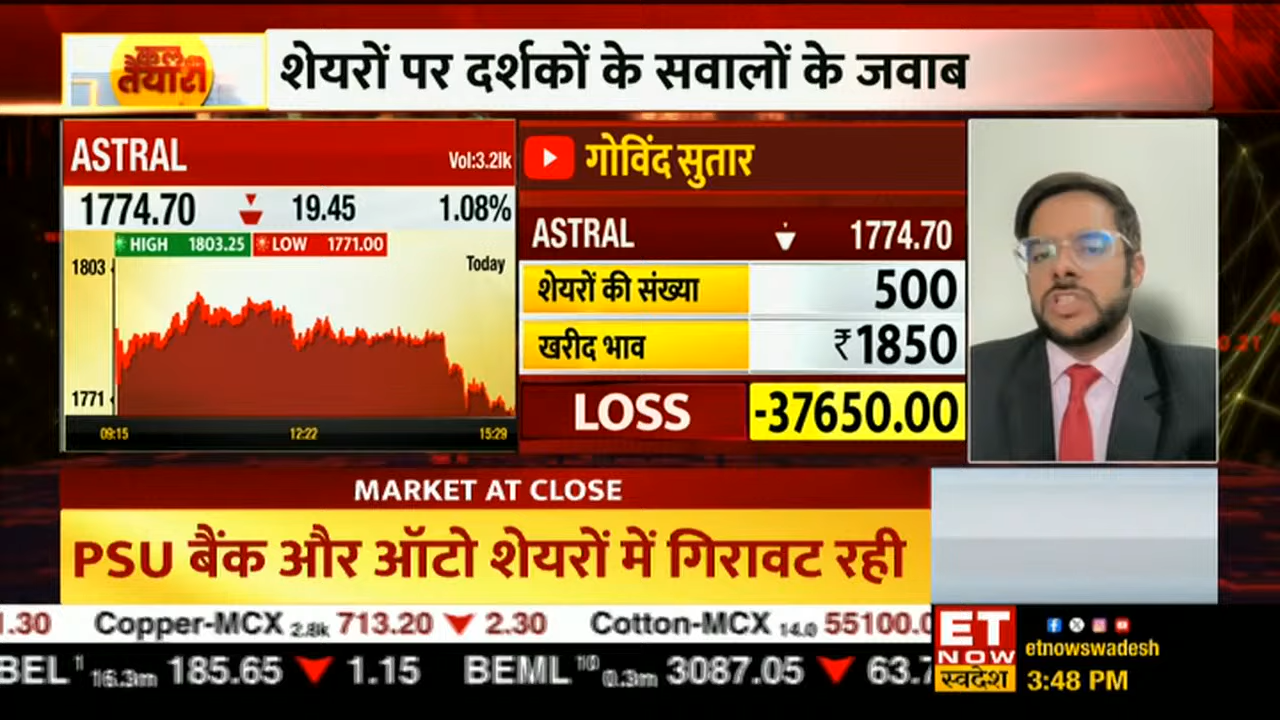 कल
की
तैयारी
शेयरों पर दर्शकों के सवालों के जवाब
ASTRAL Vol:3.2lk
1774.70 19.45 1.08%
HIGH 1803.25 LOW 1771.00
1803 Today
1771
09:15 12:22 15:29
गोविंद सुतार
ASTRAL 1774.70
शेयरों की संख्या 500
खरीद भाव ₹1850
LOSS -37650.00
MARKET AT CLOSE
PSU बैंक और ऑटो शेयरों में गिरावट रही
1.30 Copper-MCX 2.8k 713.20 2.30 Cotton-MCX 14.0 55100.0
BEL 16.3m 185.65 1.15 BEML 0.3m 3087.05 63.7
ET
NOW
स्वदेश
etnowswadesh
3:48 PM